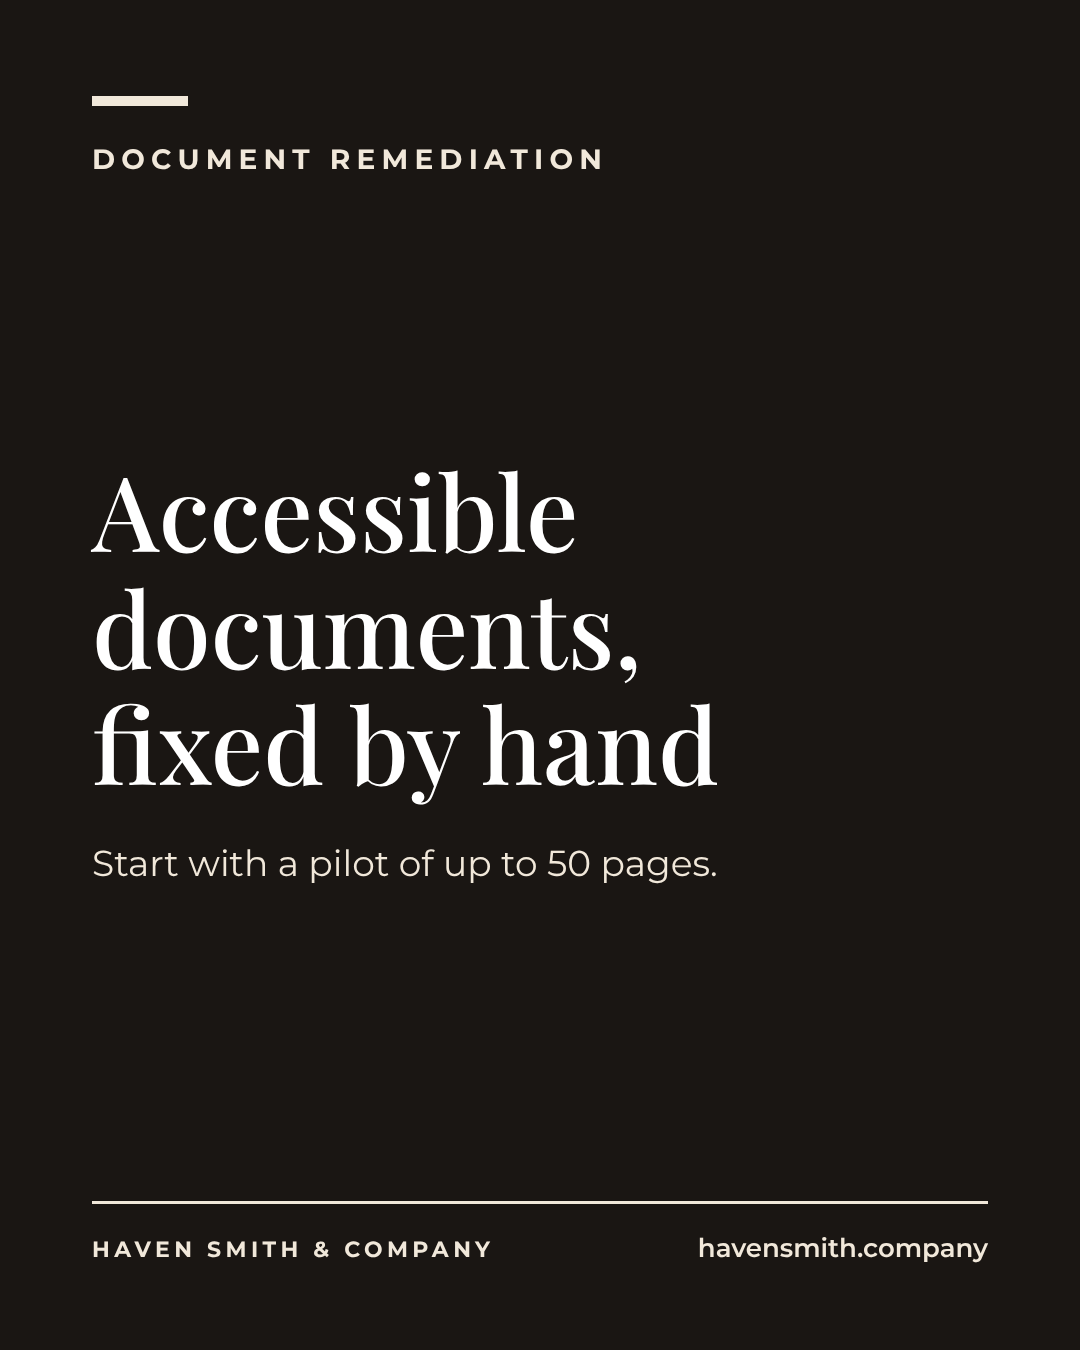 DOCUMENT REMEDIATION
Accessible
documents,
fixed by hand
Start with a pilot of up to 50 pages.
HAVEN SMITH & COMPANY
havensmith.company